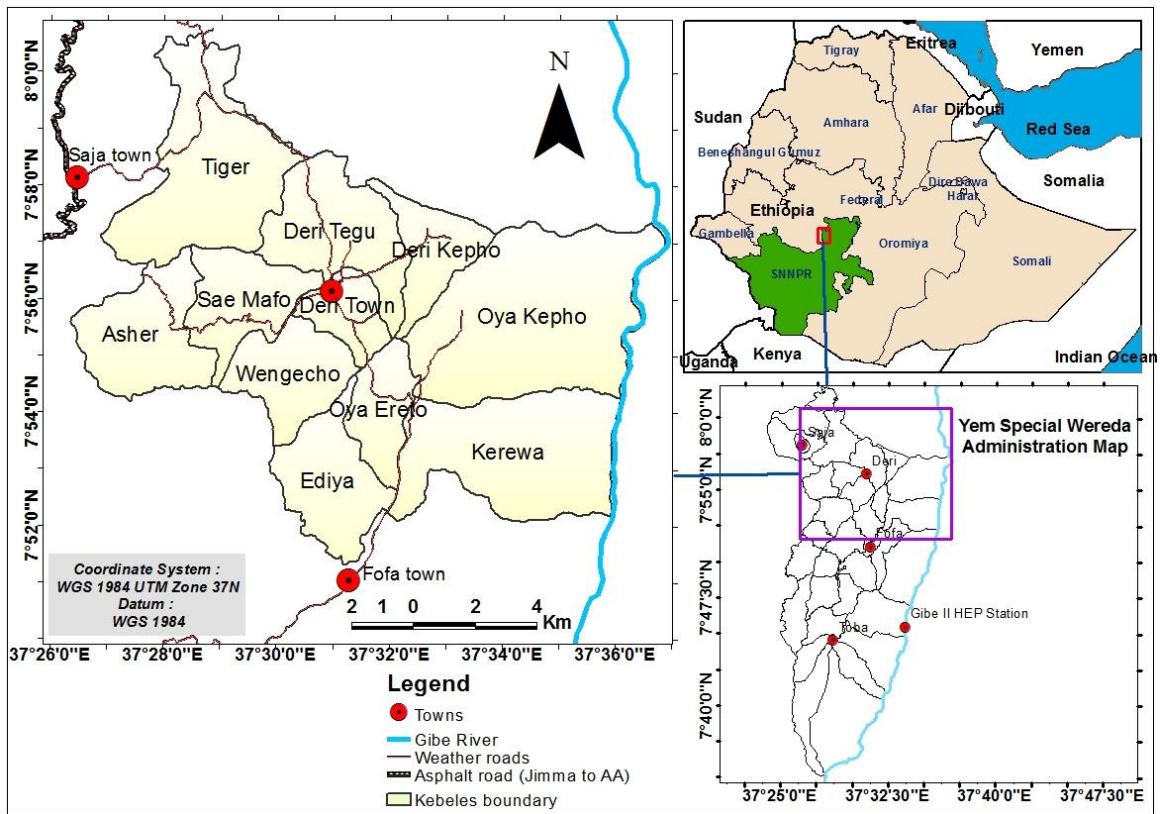 8°0'0"N
7°58'0"N
7°56'0"N
7°54'0"N
7°52'0"N
N
Saja town
Tiger
Deri Tegu
Deri Kepho
Sae Mafo
Deri Town
Oya Kepho
Asher
Wengecho
Oya Ereto
Kerewa
Ediya
Fofa town
Coordinate System :
WGS 1984 UTM Zone 37N
Datum :
WGS 1984
2 1 0 2 4
Km
37°26'0"E 37°28'0"E 37°30'0"E 37°32'0"E 37°34'0"E 37°36'0"E
Legend
Towns
Gibe River
Weather roads
Asphalt road (Jimma to AA)
Kebeles boundary
Tigray
Eritrea
Yemen
Afar
Djibouti
Sudan
Amhara
Red Sea
Beneshangul Gumuz
Somalia
Dire Dawa
Harar
Ethiopia
Federal
Gambella
Oromiya
SNNPR
Somali
Uganda
Kenya
Indian Ocean
Yem Special Wereda
Administration Map
8°0'0"N
7°55'0"N
7°47'30"N
7°40'0"N
Saja
Deri
Fofa
Gibe II HEP Station
Toba
37°25'0"E 37°32'30"E 37°40'0"E 37°47'30"E